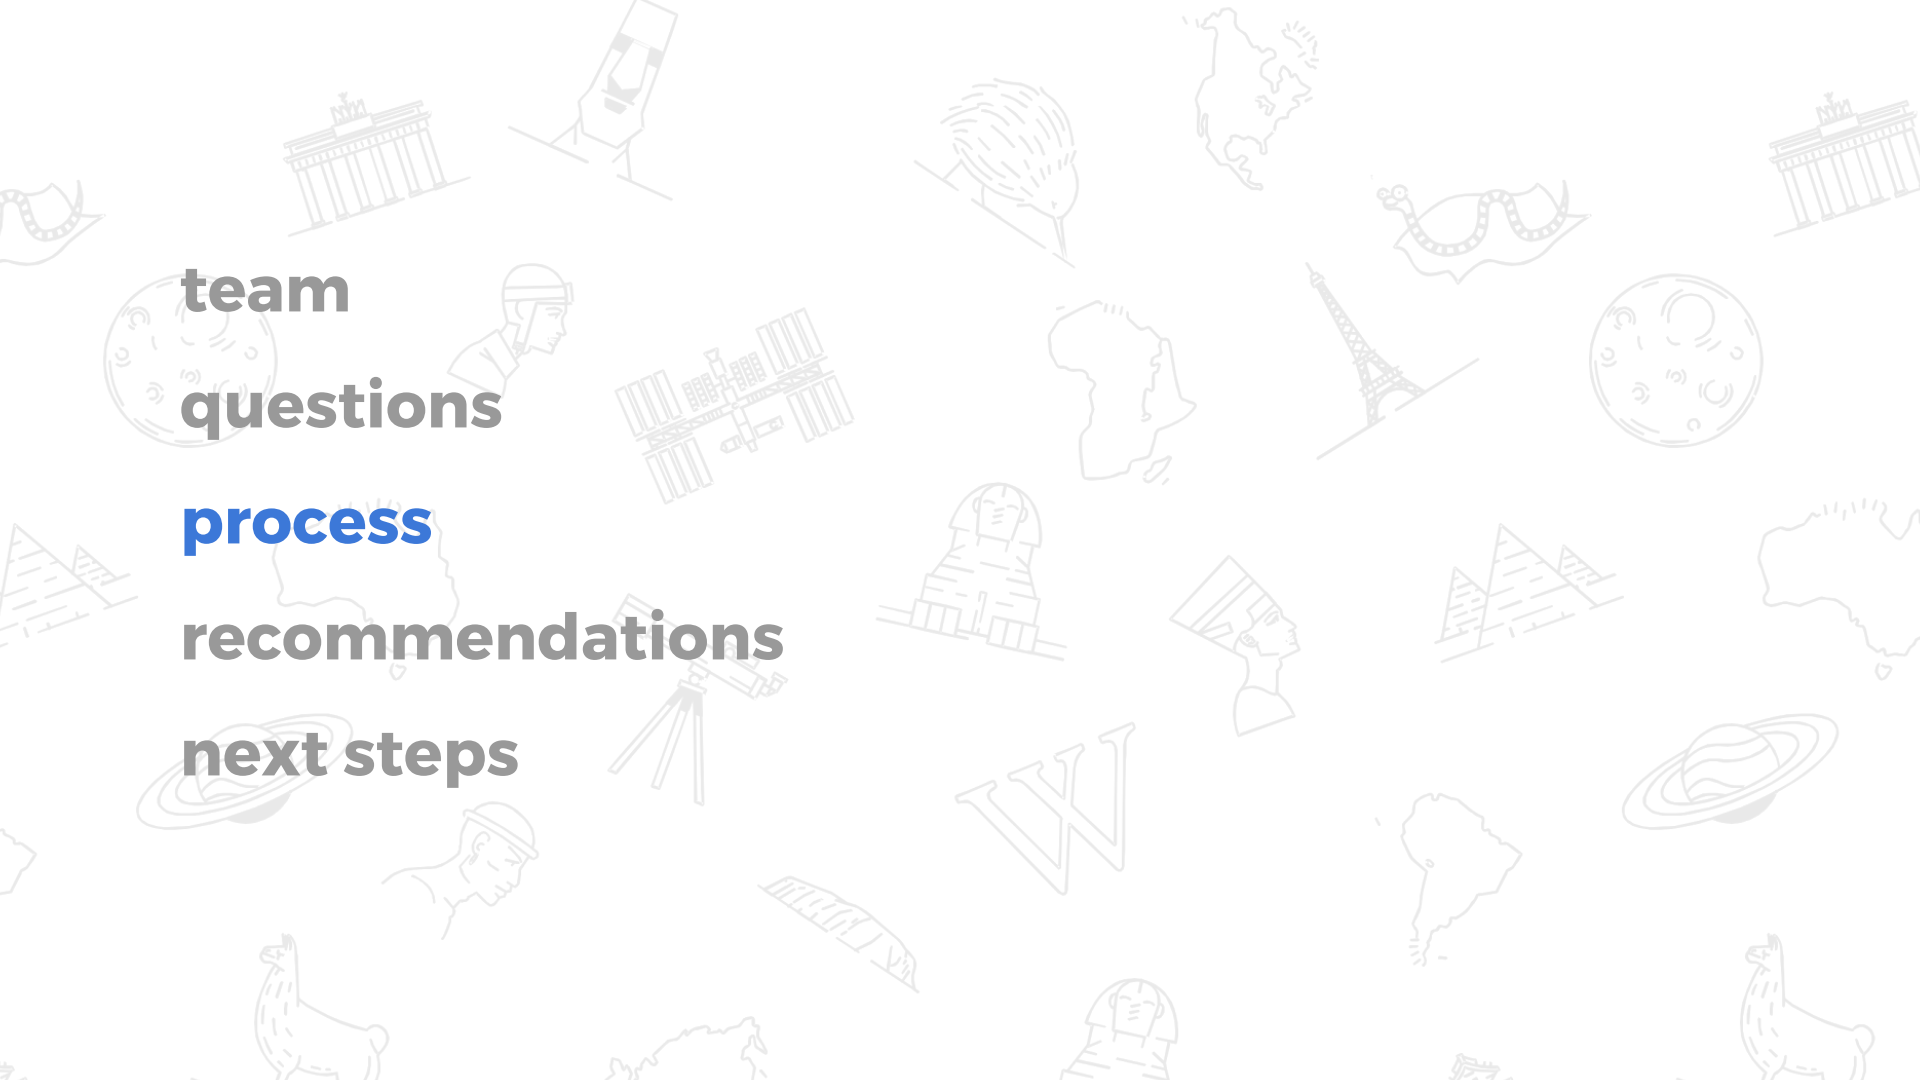 team
questions
process
recommendations
next steps
W